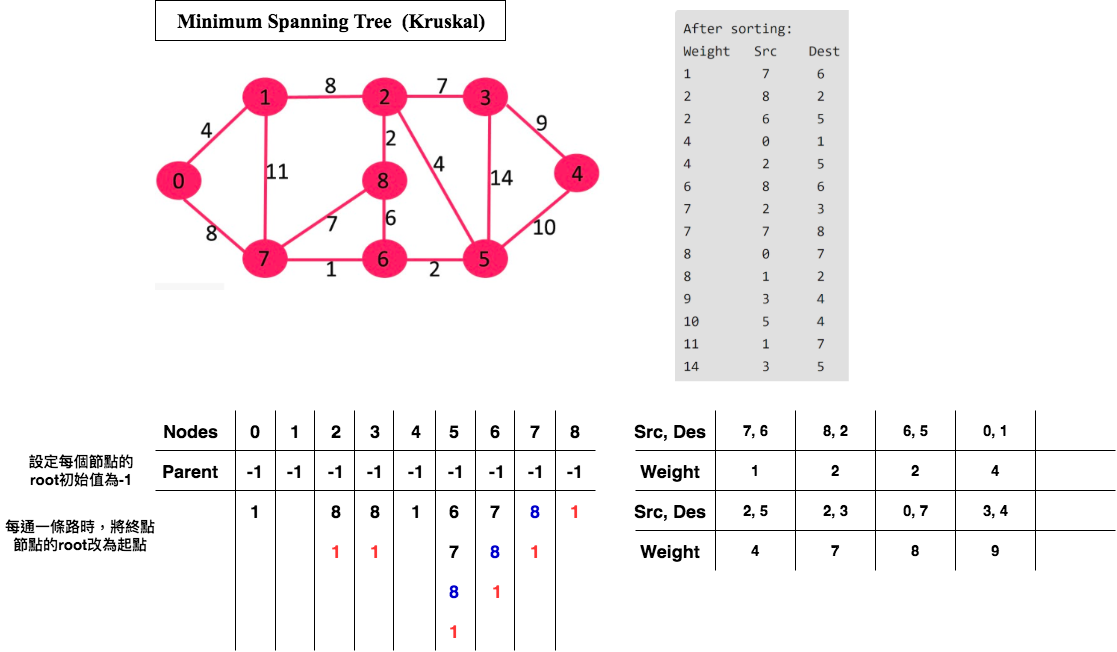 Minimum Spanning Tree (Kruskal)
After sorting:
Weight Src Dest
1 7 6
2 8 2
2 6 5
4 0 1
4 2 5
6 8 6
7 2 3
7 7 8
8 0 7
8 1 2
9 3 4
10 5 4
11 1 7
14 3 5
8 7
1 2 3
4 2 9
11 4 14
0 8 4
8 7 6 10
7 6 5
1 2
Nodes 0 1 2 3 4 5 6 7 8
設定每個節點的
root初始值為-1
Parent -1 -1 -1 -1 -1 -1 -1 -1 -1
每通一條路時，將終點
節點的root改為起點
1 8 8 1 6 7 8 1
1 1 7 8 1
8 1
1
Src, Des 7, 6 8, 2 6, 5 0, 1
Weight 1 2 2 4
Src, Des 2, 5 2, 3 0, 7 3, 4
Weight 4 7 8 9